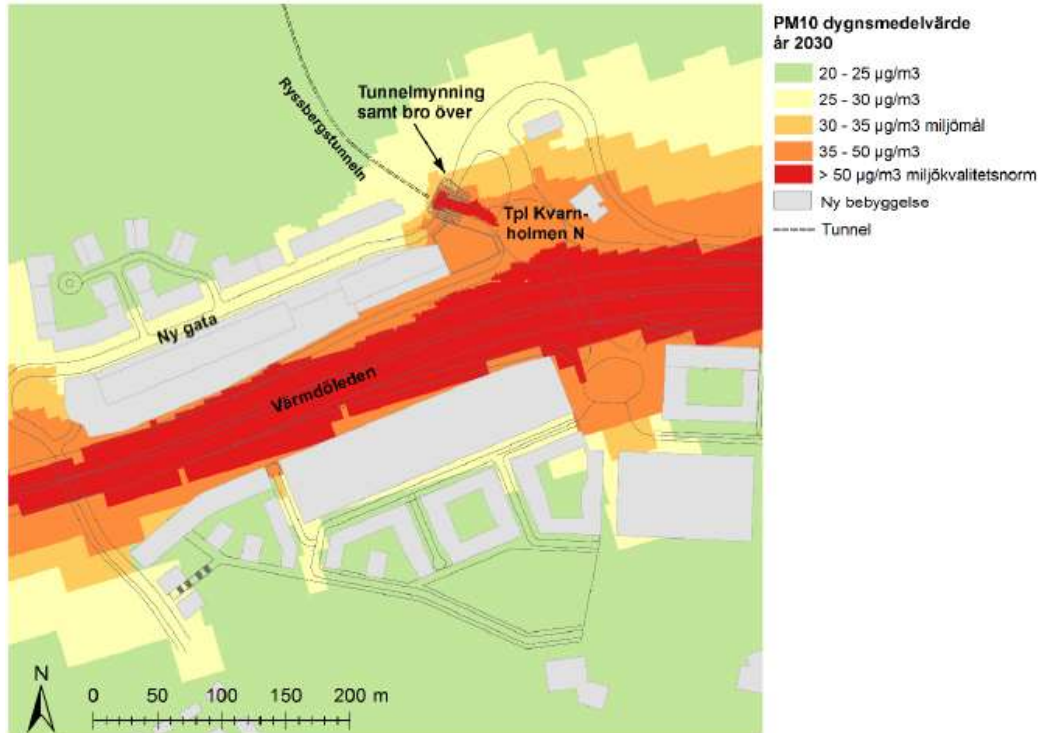 PM10 dygnsmedelvärde
år 2030
20 - 25 µg/m3
25 - 30 µg/m3
30 - 35 µg/m3 miljömål
35 - 50 µg/m3
> 50 µg/m3 miljökvalitetsnorm
Ny bebyggelse
Tunnel
Ryssbergstunneln
Tunnelmynning
samt bro över
Tpl Kvarn-
holmen N
Ny gata
Värmdöleden
N
0 50 100 150 200 m